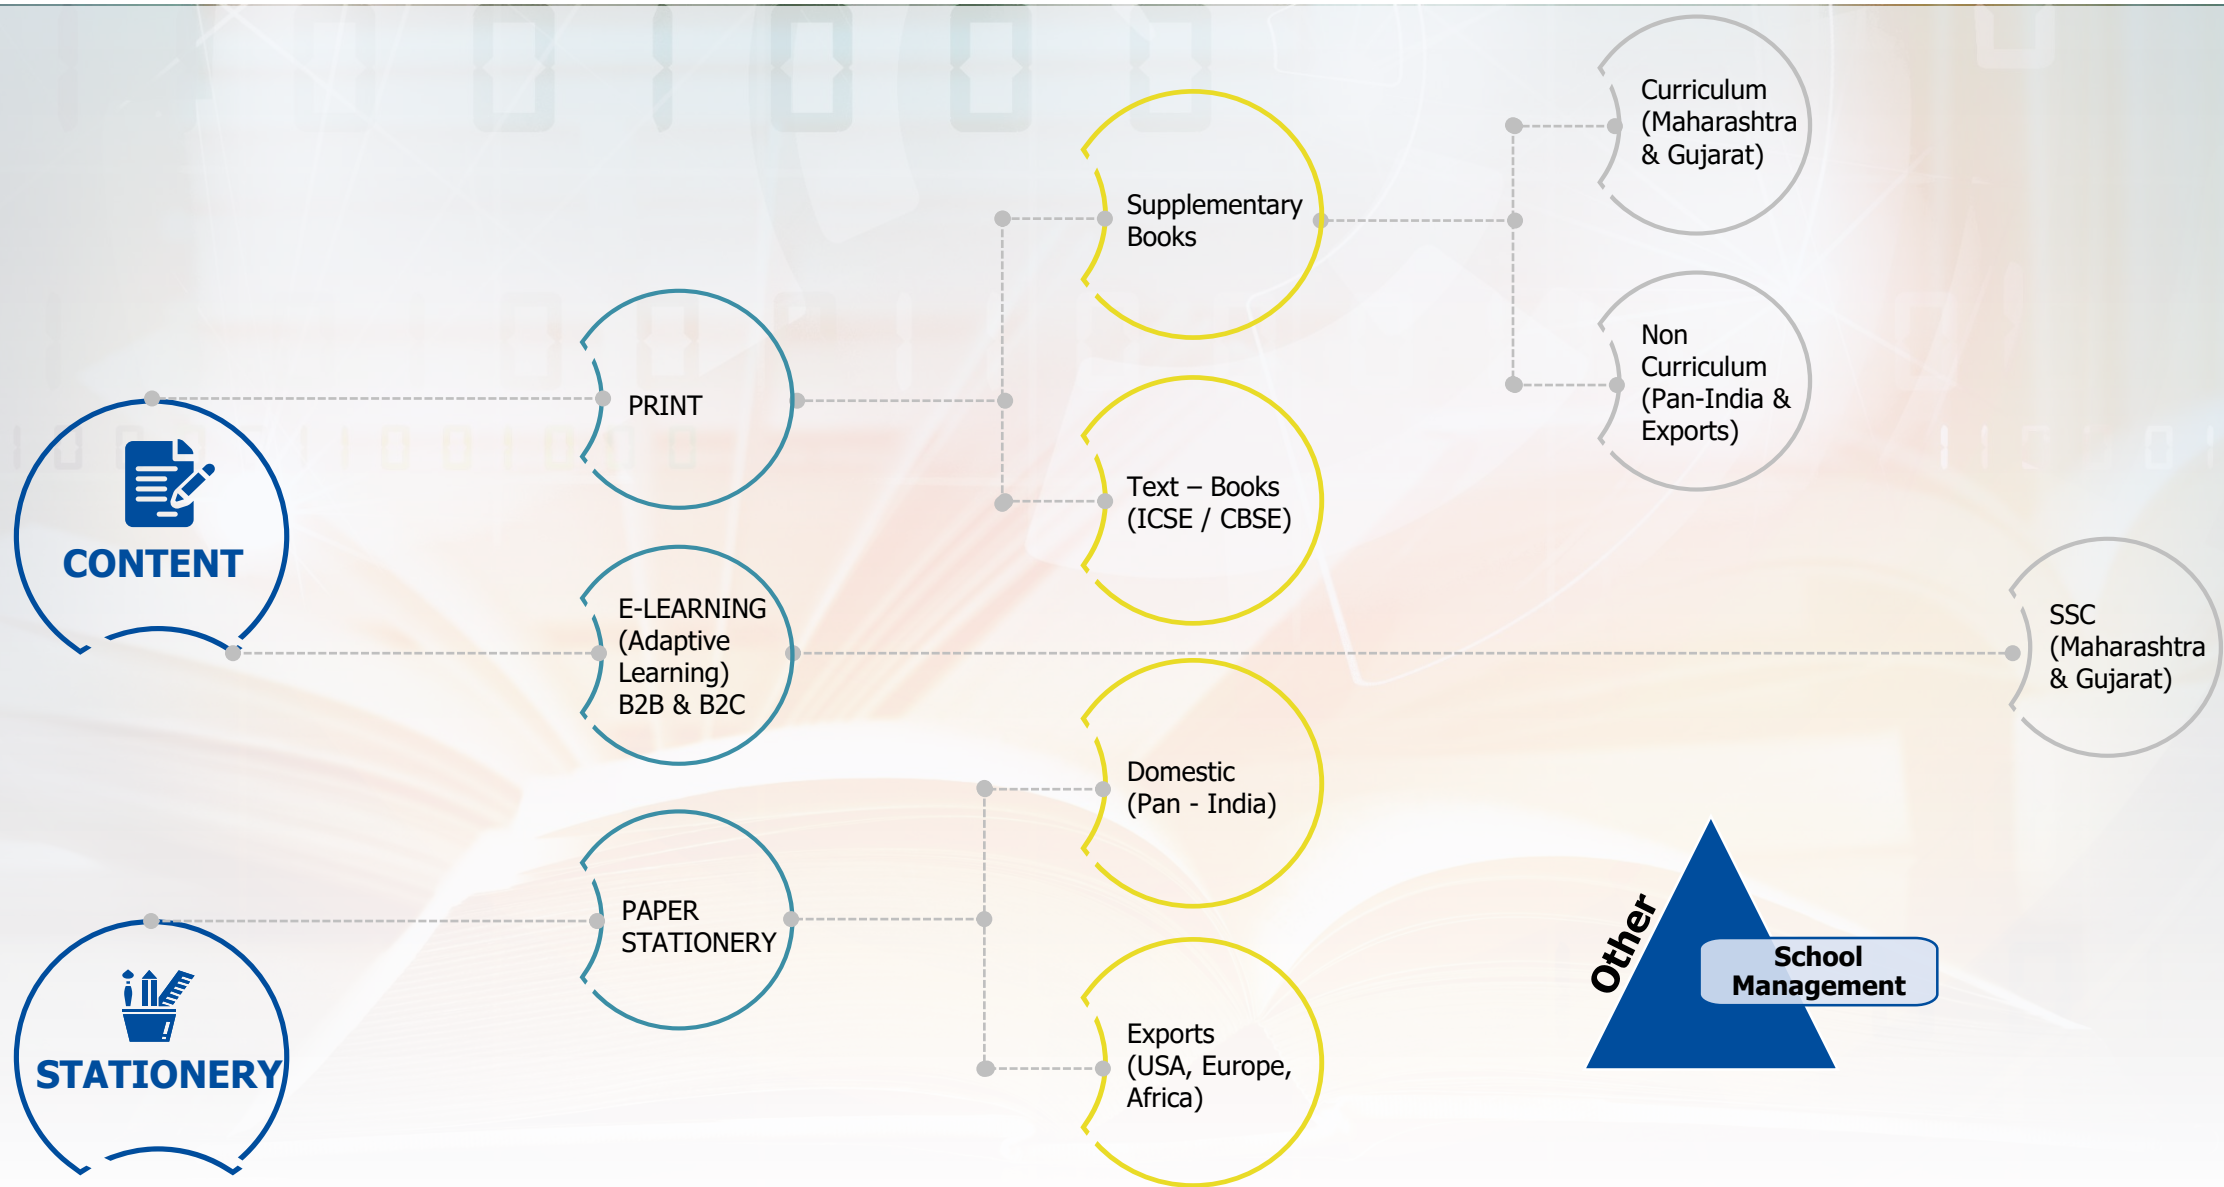 CONTENT
STATIONERY
PRINT
E-LEARNING
(Adaptive
Learning)
B2B & B2C
PAPER
STATIONERY
Supplementary
Books
Text – Books
(ICSE / CBSE)
Domestic
(Pan - India)
Exports
(USA, Europe,
Africa)
Curriculum
(Maharashtra
& Gujarat)
Non
Curriculum
(Pan-India &
Exports)
SSC
(Maharashtra
& Gujarat)
Other
School
Management